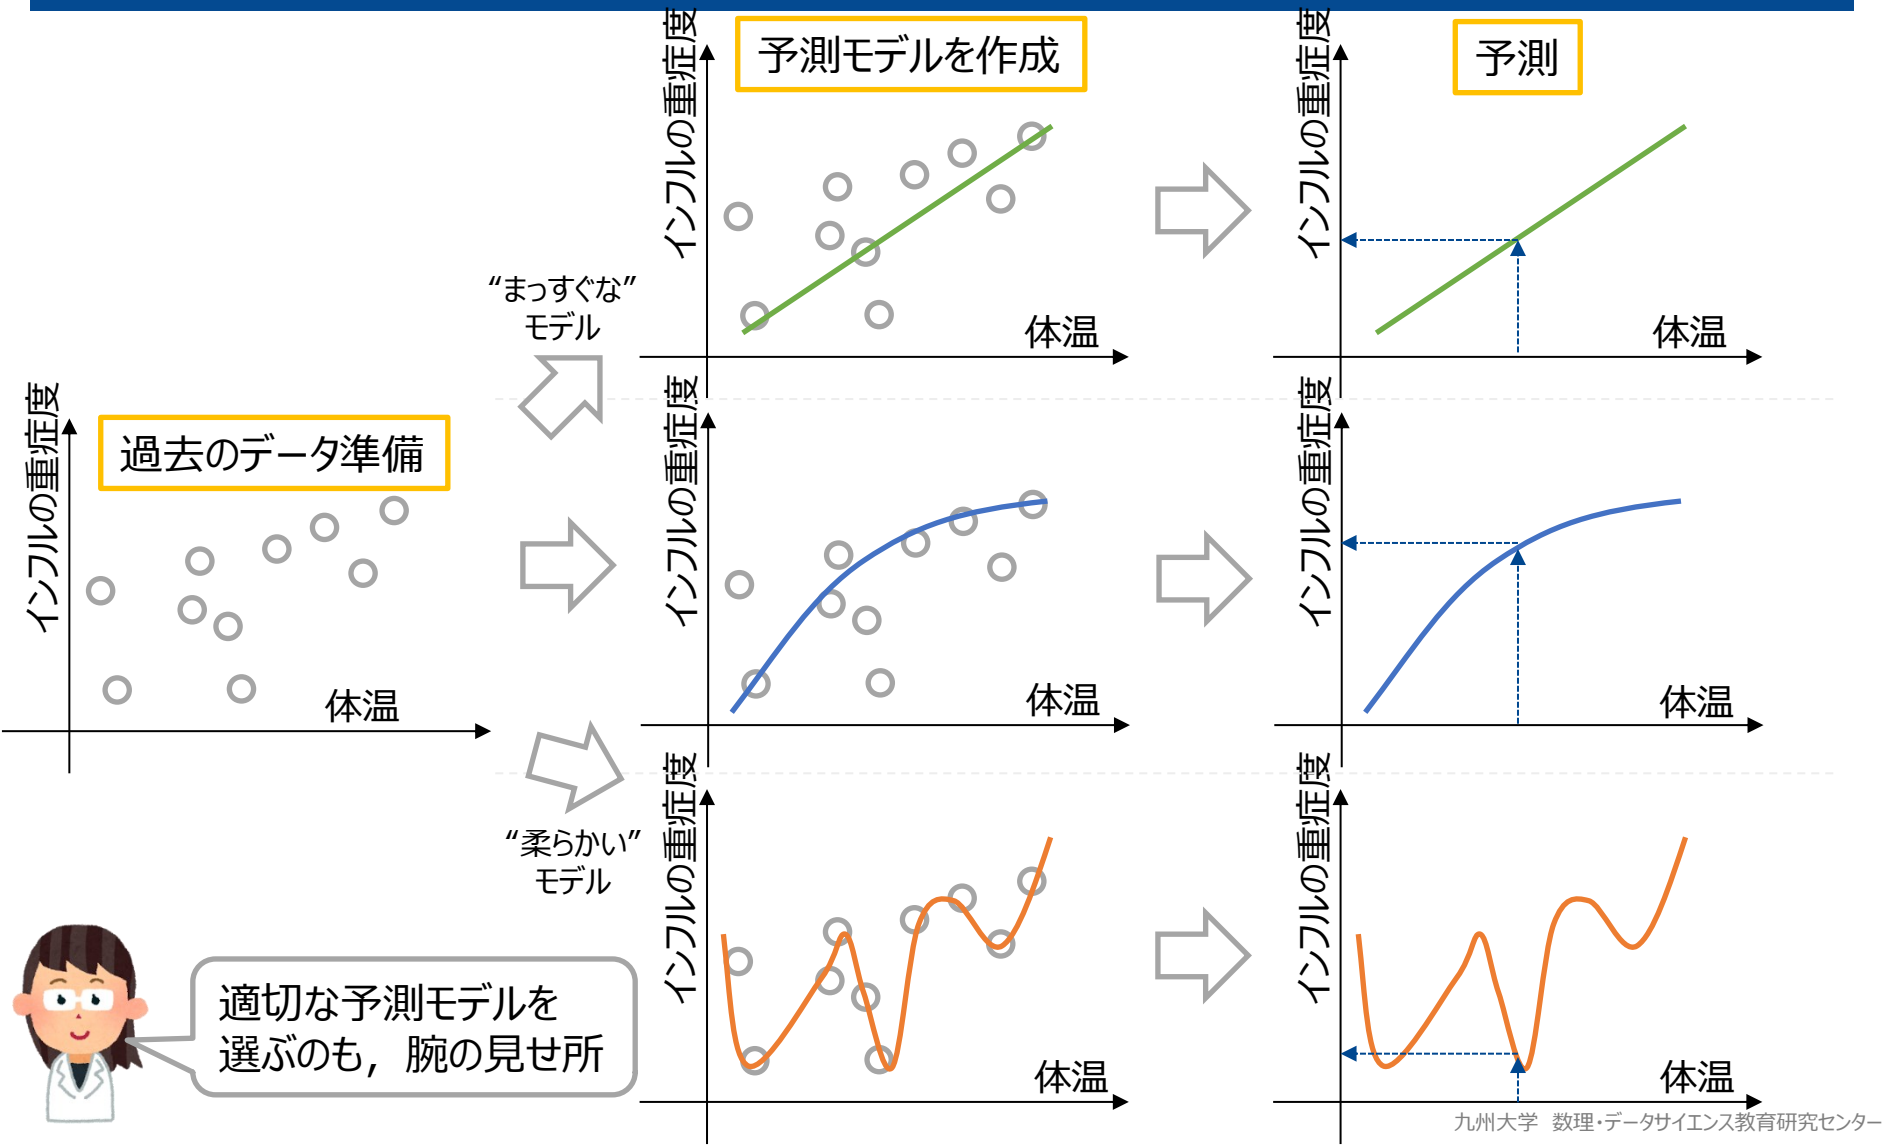 予測モデルを作成
予測
インフルの重症度
体温
インフルの重症度
体温
“まっすぐな”
モデル
過去のデータ準備
インフルの重症度
体温
インフルの重症度
体温
インフルの重症度
体温
“柔らかい”
モデル
インフルの重症度
体温
インフルの重症度
体温
適切な予測モデルを
選ぶのも，腕の見せ所
九州大学 数理・データサイエンス教育研究センター